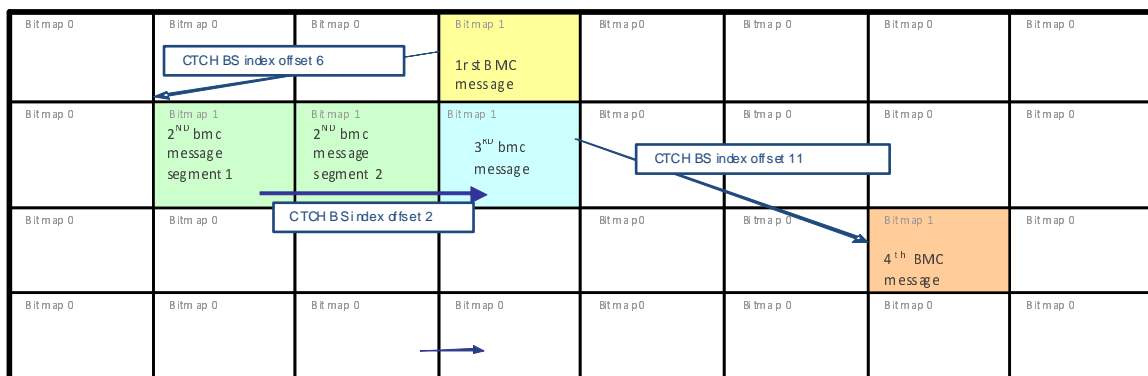 Bitmap 0
Bitmap 0
Bitmap 0
Bitmap 1
Bitmap 0
Bitmap 0
Bitmap 0
Bitmap 0
CTCH BS index offset 6
1rst BMC
message
Bitmap 0
Bitmap 1
Bitmap 1
Bitmap 1
Bitmap 0
Bitmap 0
Bitmap 0
Bitmap 0
2ND bmc
message
segment 1
2ND bmc
message
segment 2
3RD bmc
message
CTCH BS index offset 11
CTCH BS index offset 2
Bitmap 0
Bitmap 0
Bitmap 0
Bitmap 0
Bitmap 0
Bitmap 0
Bitmap 1
Bitmap 0
4th BMC
message
Bitmap 0
Bitmap 0
Bitmap 0
Bitmap 0
Bitmap 0
Bitmap 0
Bitmap 0
Bitmap 0